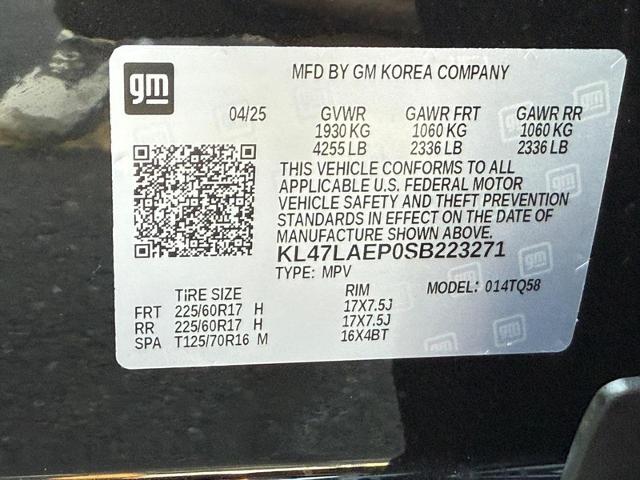 gm
MFD BY GM KOREA COMPANY
04/25 GVWR GAWR FRT GAWR RR
1930 KG 1060 KG 1060 KG
4255 LB 2336 LB 2336 LB
THIS VEHICLE CONFORMS TO ALL
APPLICABLE U.S. FEDERAL MOTOR
VEHICLE SAFETY AND THEFT PREVENTION
STANDARDS IN EFFECT ON THE DATE OF
MANUFACTURE SHOWN ABOVE.
KL47LAEP0SB223271
TYPE: MPV MODEL: 014TQ58
TIRE SIZE RIM
FRT 225/60R17 H 17X7.5J
RR 225/60R17 H 17X7.5J
SPA T125/70R16 M 16X4BT